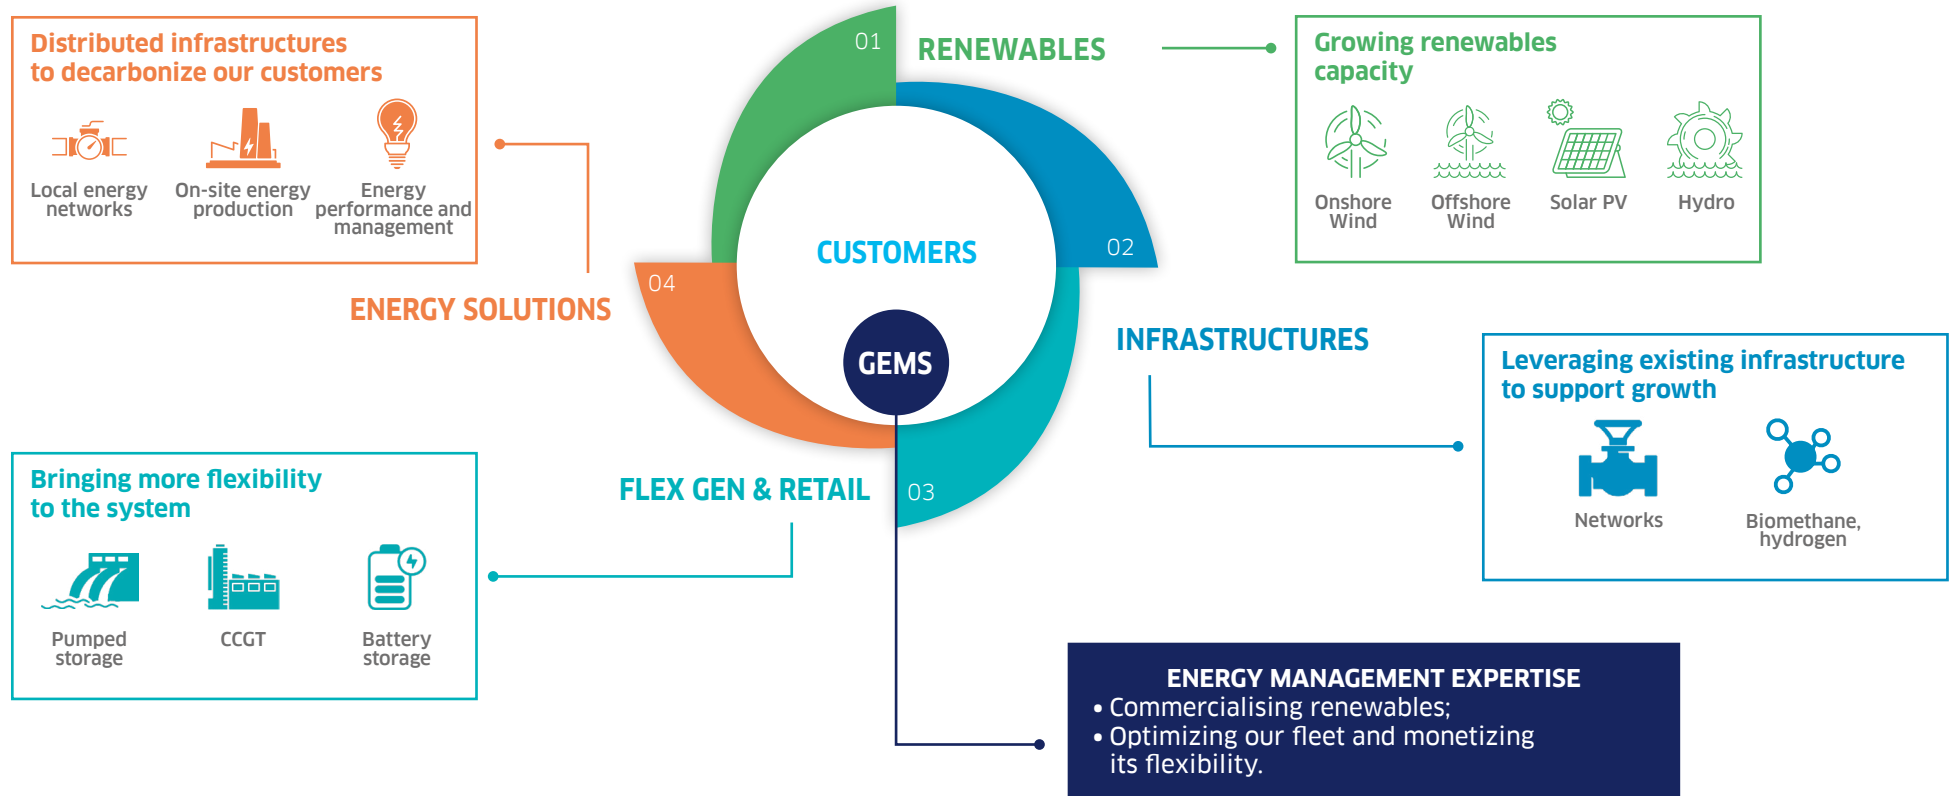 Distributed infrastructures
to decarbonize our customers
Local energy
networks
On-site energy
production
Energy
performance and
management
ENERGY SOLUTIONS
01
RENEWABLES
Growing renewables
capacity
Onshore
Wind
Offshore
Wind
Solar PV
Hydro
02
INFRASTRUCTURES
Leveraging existing infrastructure
to support growth
Networks
Biomethane,
hydrogen
CUSTOMERS
GEMS
04
03
FLEX GEN & RETAIL
Bringing more flexibility
to the system
Pumped
storage
CCGT
Battery
storage
ENERGY MANAGEMENT EXPERTISE
• Commercialising renewables;
• Optimizing our fleet and monetizing
its flexibility.